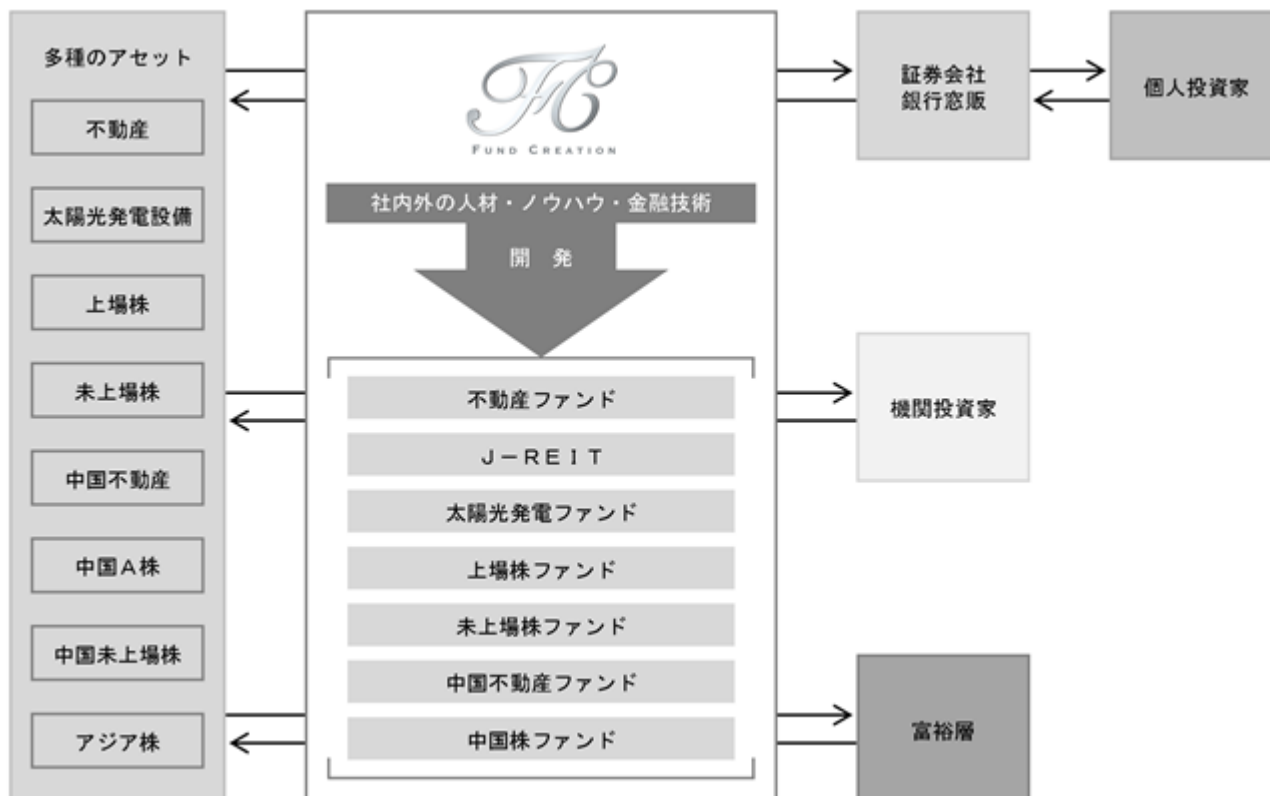 多種のアセット
不動産
太陽光発電設備
上場株
未上場株
中国不動産
中国A株
中国未上場株
アジア株
FC
FUND CREATION
社内外の人材・ノウハウ・金融技術
開 発
不動産ファンド
J-REIT
太陽光発電ファンド
上場株ファンド
未上場株ファンド
中国不動産ファンド
中国株ファンド
証券会社
銀行窓販
個人投資家
機関投資家
富裕層